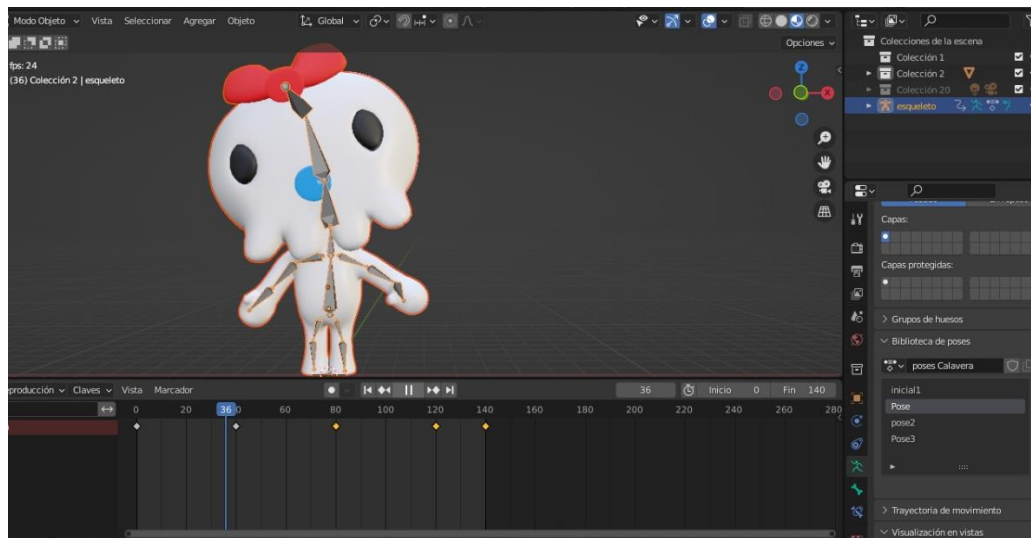 Modo Objeto Vista Seleccionar Agregar Objeto Global
Opciones
fps: 24
(36) Colección 2 | esqueleto
Z
X
Colecciones de la escena
Colección 1
Colección 2
Colección 20
esqueleto
Capas:
Capas protegidas:
Grupos de huesos
Biblioteca de poses
poses Calavera
inicial1
Pose
pose2
Pose3
Trayectoria de movimiento
Visualización en vistas
eproducción Claves Vista Marcador 36 Inicio 0 Fin 140
0 20 36 0 60 80 100 120 140 160 180 200 220 240 260 280